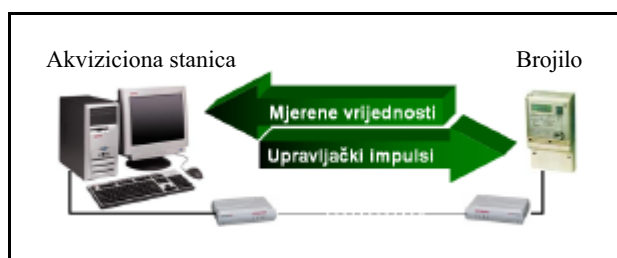 Akviziciona stanica
Brojilo
Mjerene vrijednosti
Upravljački impulsi